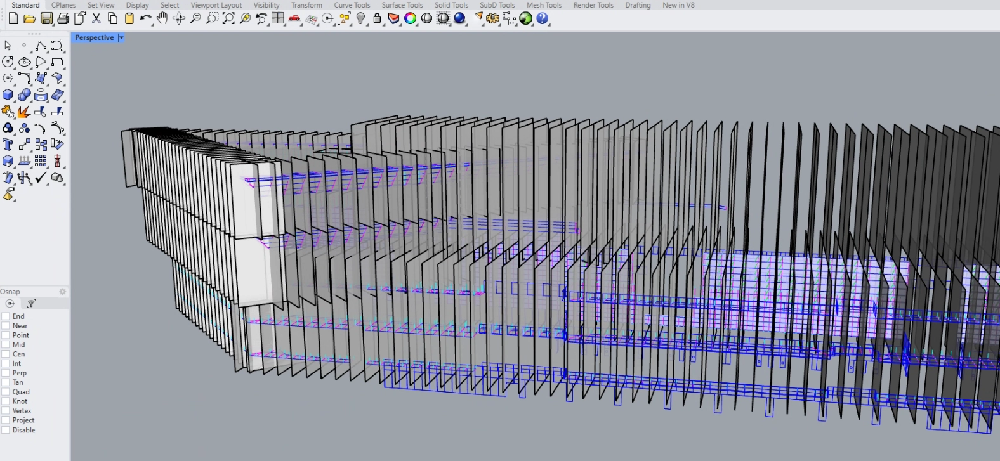 Standard CPlanes Set View Display Select Viewport Layout Visibility Transform Curve Tools Surface Tools Solid Tools SubD Tools Mesh Tools Render Tools Drafting New in V8
Perspective
Osnap
End
Near
Point
Mid
Cen
Int
Perp
Tan
Quad
Knot
Vertex
Project
Disable